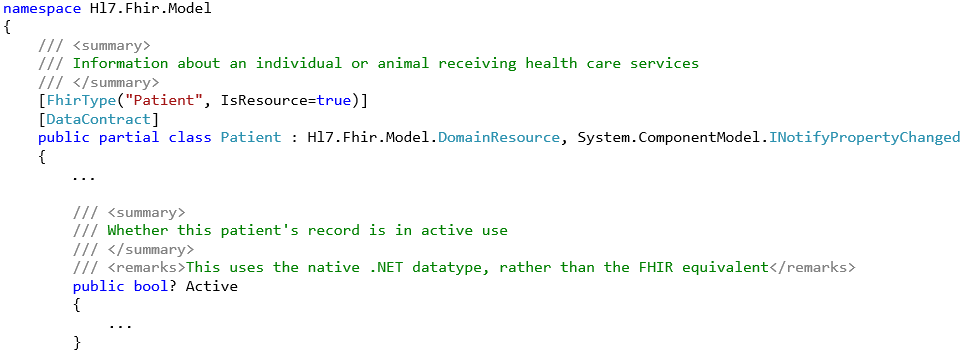 namespace Hl7.Fhir.Model
{
/// <summary>
/// Information about an individual or animal receiving health care services
/// </summary>
[FhirType("Patient", IsResource=true)]
[DataContract]
public partial class Patient : Hl7.Fhir.Model.DomainResource, System.ComponentModel.INotifyPropertyChanged
{
...
/// <summary>
/// Whether this patient's record is in active use
/// </summary>
/// <remarks>This uses the native .NET datatype, rather than the FHIR equivalent</remarks>
public bool? Active
{
...
}